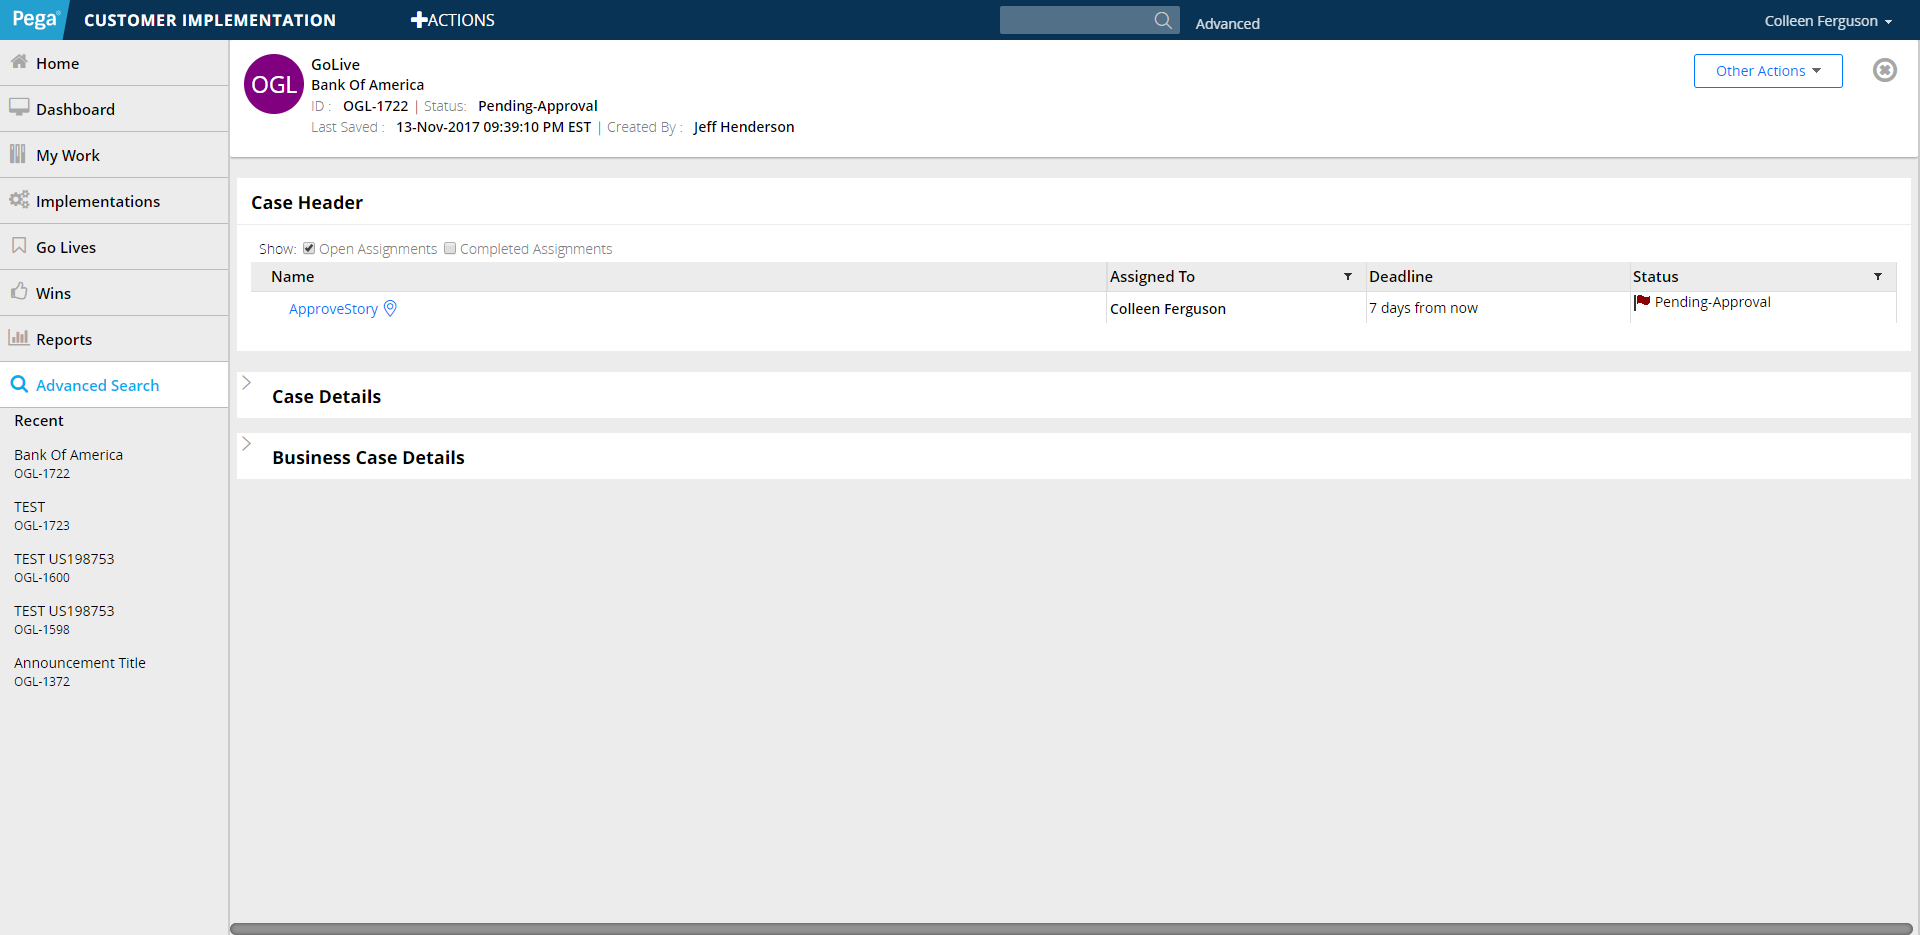 Pega® CUSTOMER IMPLEMENTATION ACTIONS Advanced Colleen Ferguson
Home
Dashboard
My Work
Implementations
Go Lives
Wins
Reports
Advanced Search
Recent
Bank Of America
OGL-1722
TEST
OGL-1723
TEST US198753
OGL-1600
TEST US198753
OGL-1598
Announcement Title
OGL-1372
OGL
GoLive
Bank Of America
ID : OGL-1722 | Status: Pending-Approval
Last Saved : 13-Nov-2017 09:39:10 PM EST | Created By : Jeff Henderson
Other Actions
Case Header
Show: Open Assignments Completed Assignments
Name Assigned To Deadline Status
ApproveStory Colleen Ferguson 7 days from now Pending-Approval
Case Details
Business Case Details